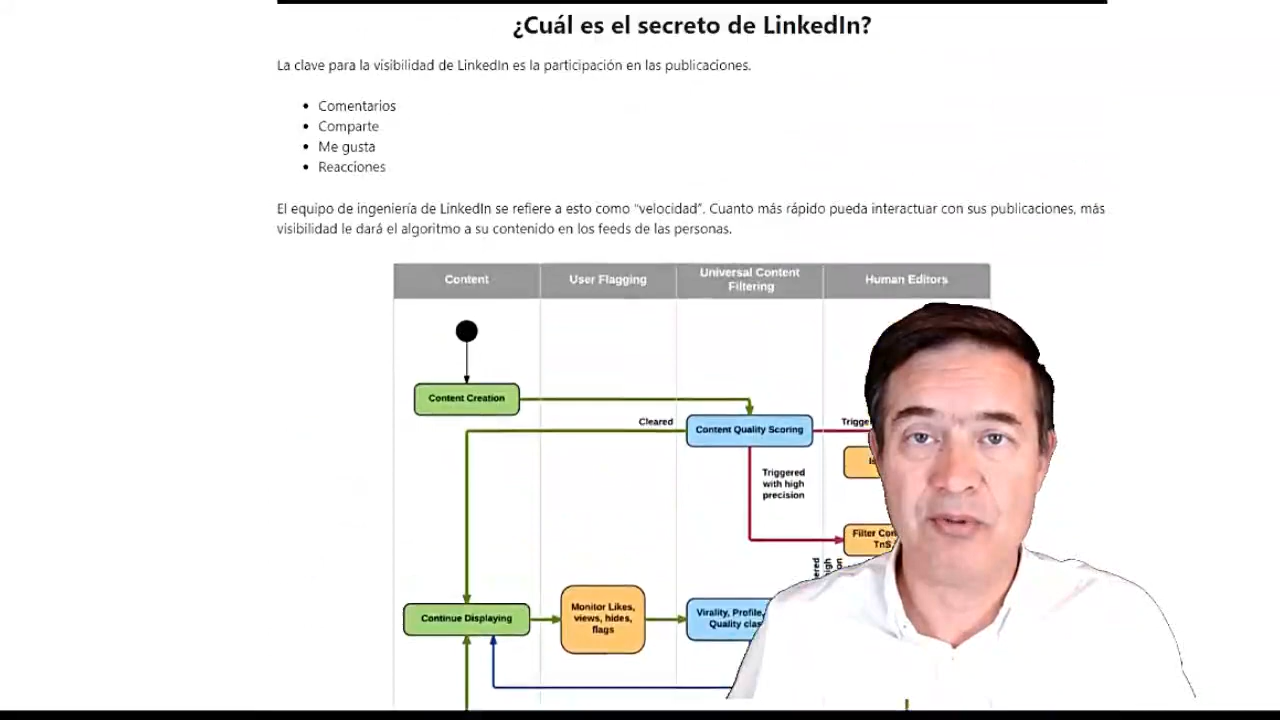 ¿Cuál es el secreto de LinkedIn?
La clave para la visibilidad de LinkedIn es la participación en las publicaciones.
Comentarios
Comparte
Me gusta
Reacciones
El equipo de ingeniería de LinkedIn se refiere a esto como “velocidad”. Cuanto más rápido pueda interactuar con sus publicaciones, más
visibilidad le dará el algoritmo a su contenido en los feeds de las personas.
Content
User Flagging
Universal Content
Filtering
Human Editors
Content Creation
Cleared
Content Quality Scoring
Triggered
with high
precision
Filter
Continue Displaying
Monitor Likes,
views, hides,
flags
Virality, Profile,
Quality